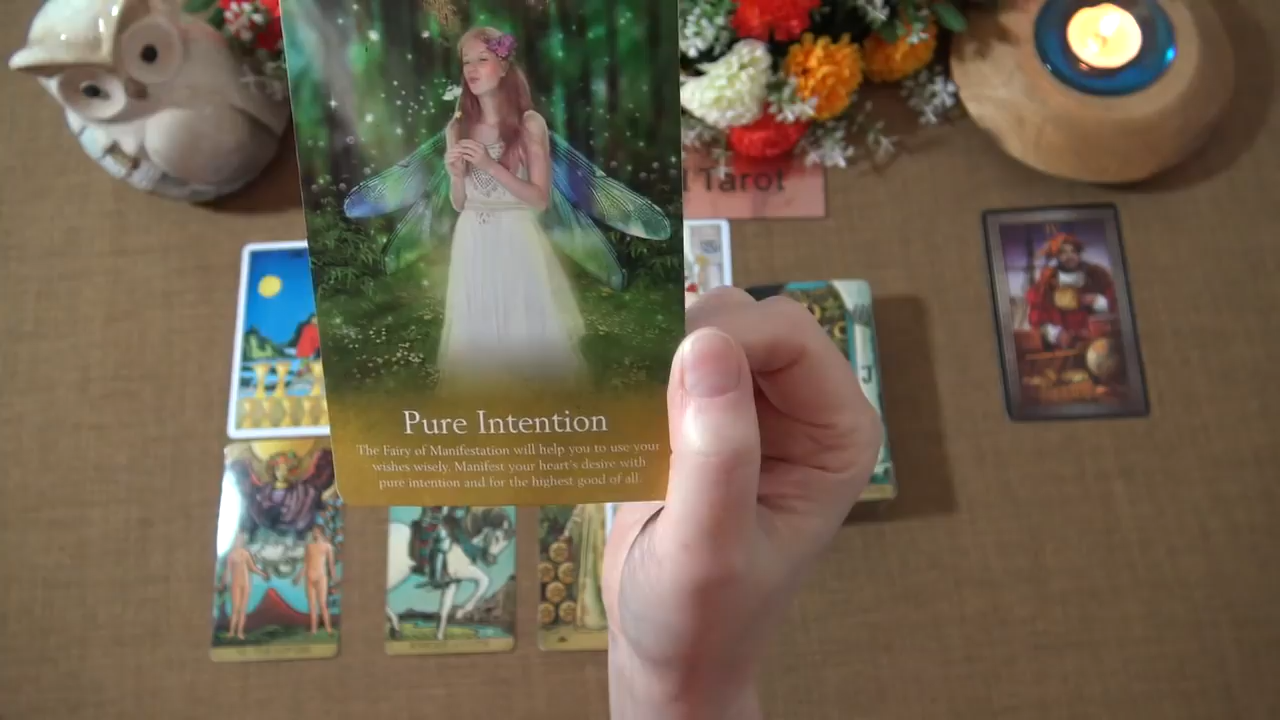 l Tarot
Pure Intention
The Fairy of Manifestation will help you to use your
wishes wisely. Manifest your heart's desire with
pure intention and for the highest good of all.